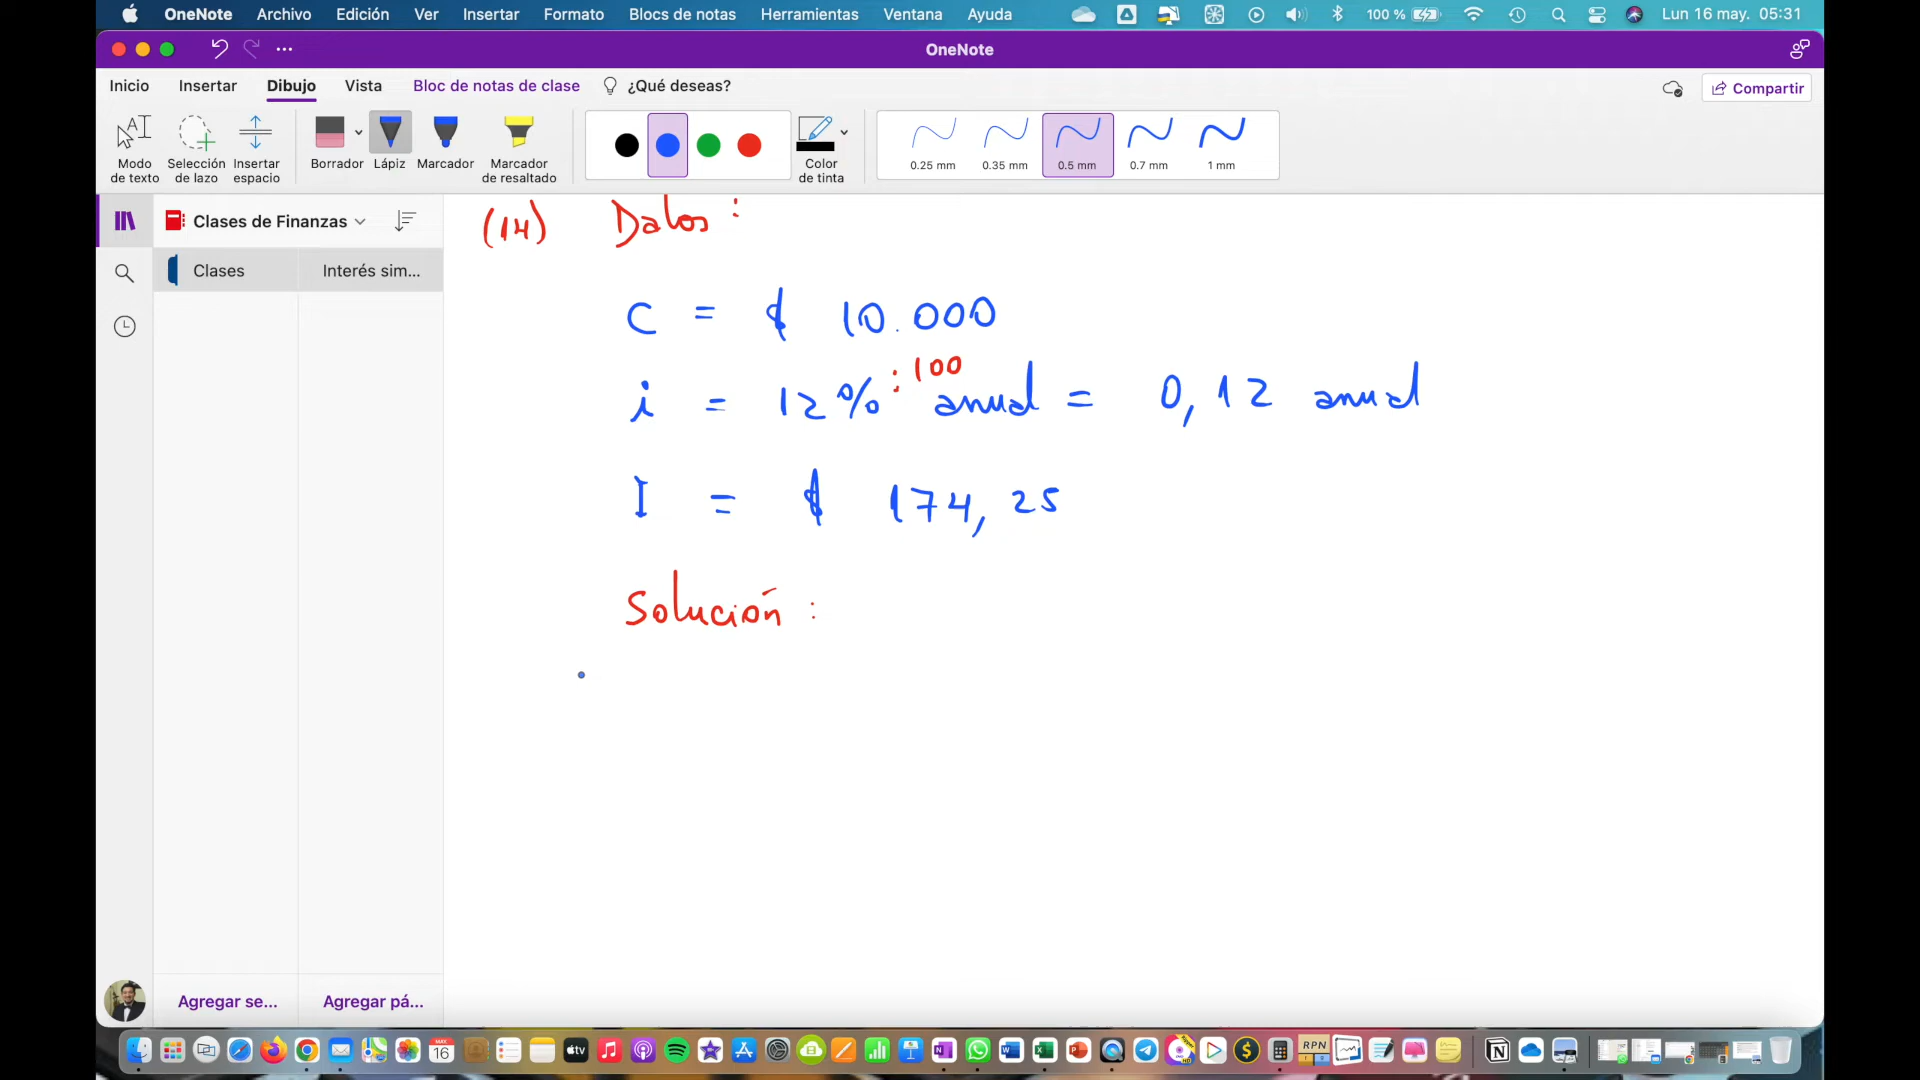 OneNote Archivo Edición Ver Insertar Formato Blocs de notas Herramientas Ventana Ayuda 100 % Lun 16 may. 05:31
OneNote
Inicio Insertar Dibujo Vista Bloc de notas de clase ¿Qué deseas? Compartir
Modo de texto
Selección de lazo
Insertar espacio
Borrador
Lápiz
Marcador
Marcador de resaltado
Color de tinta
0.25 mm 0.35 mm 0.5 mm 0.7 mm 1 mm
Clases de Finanzas
Clases Interés sim...
(14) Datos :
C = $ 10.000
i = 12% :100 anual = 0,12 anual
I = $ 174,25
Solución :
Agregar se... Agregar pá...
MAY. 16 tv RPN